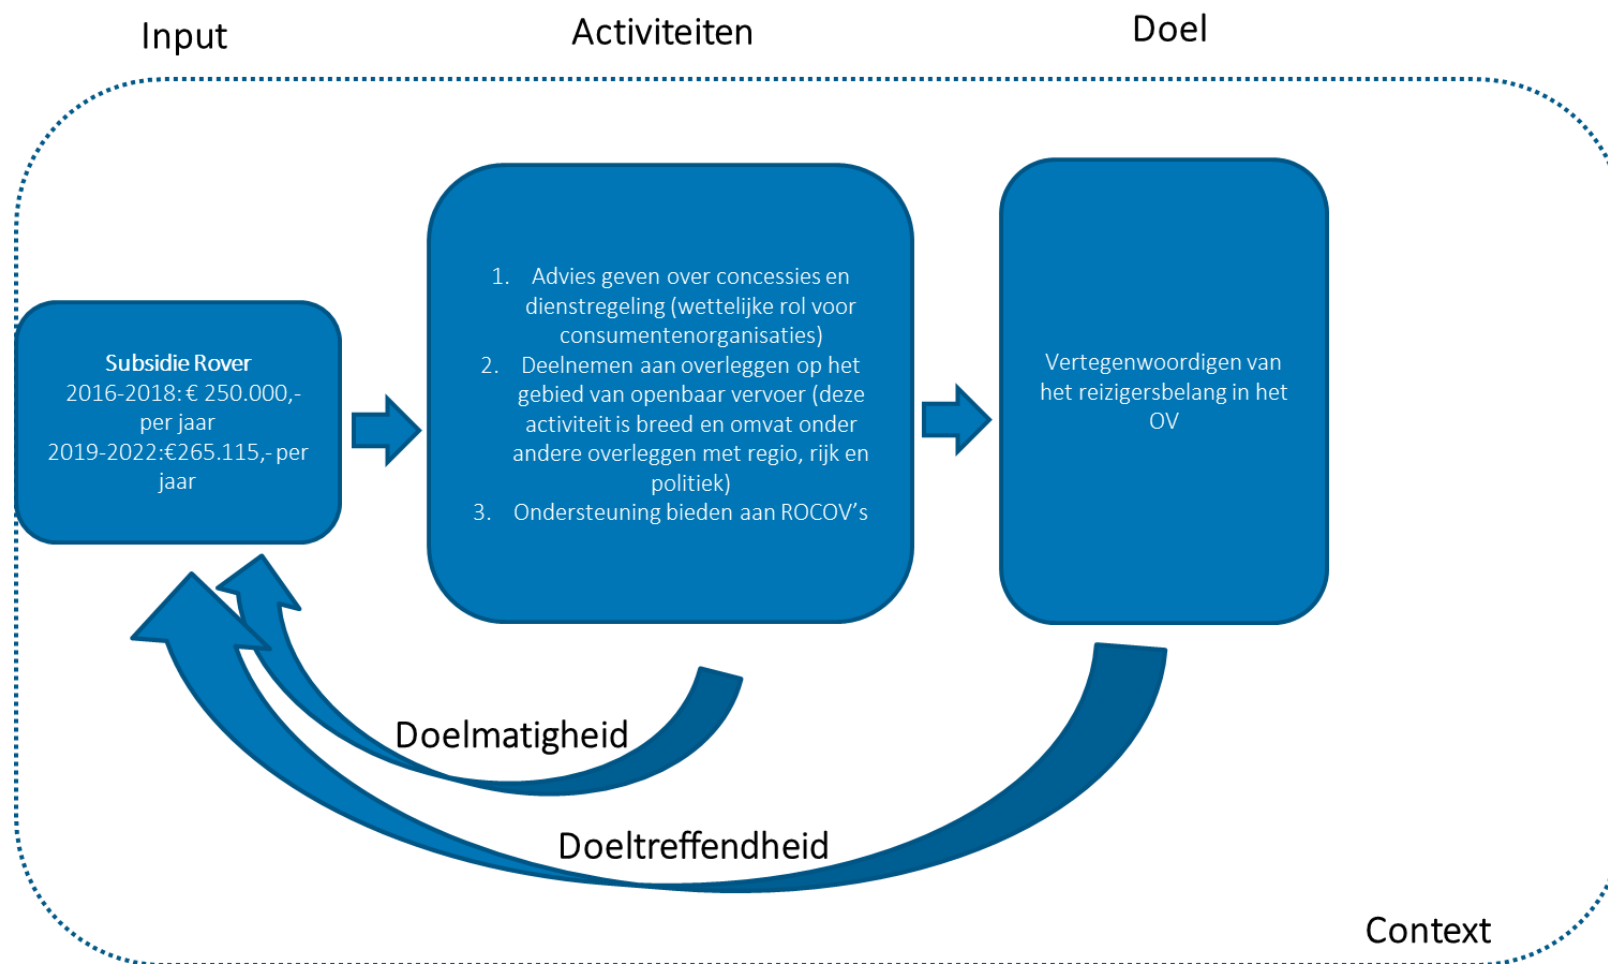 Input
Activiteiten
Doel
Subsidie Rover
2016-2018: € 250.000,-
per jaar
2019-2022:€265.115,- per
jaar
1. Advies geven over concessies en
dienstregeling (wettelijke rol voor
consumentenorganisaties)
2. Deelnemen aan overleggen op het
gebied van openbaar vervoer (deze
activiteit is breed en omvat onder
andere overleggen met regio, rijk en
politiek)
3. Ondersteuning bieden aan ROCOV’s
Vertegenwoordigen van
het reizigersbelang in het
OV
Doelmatigheid
Doeltreffendheid
Context